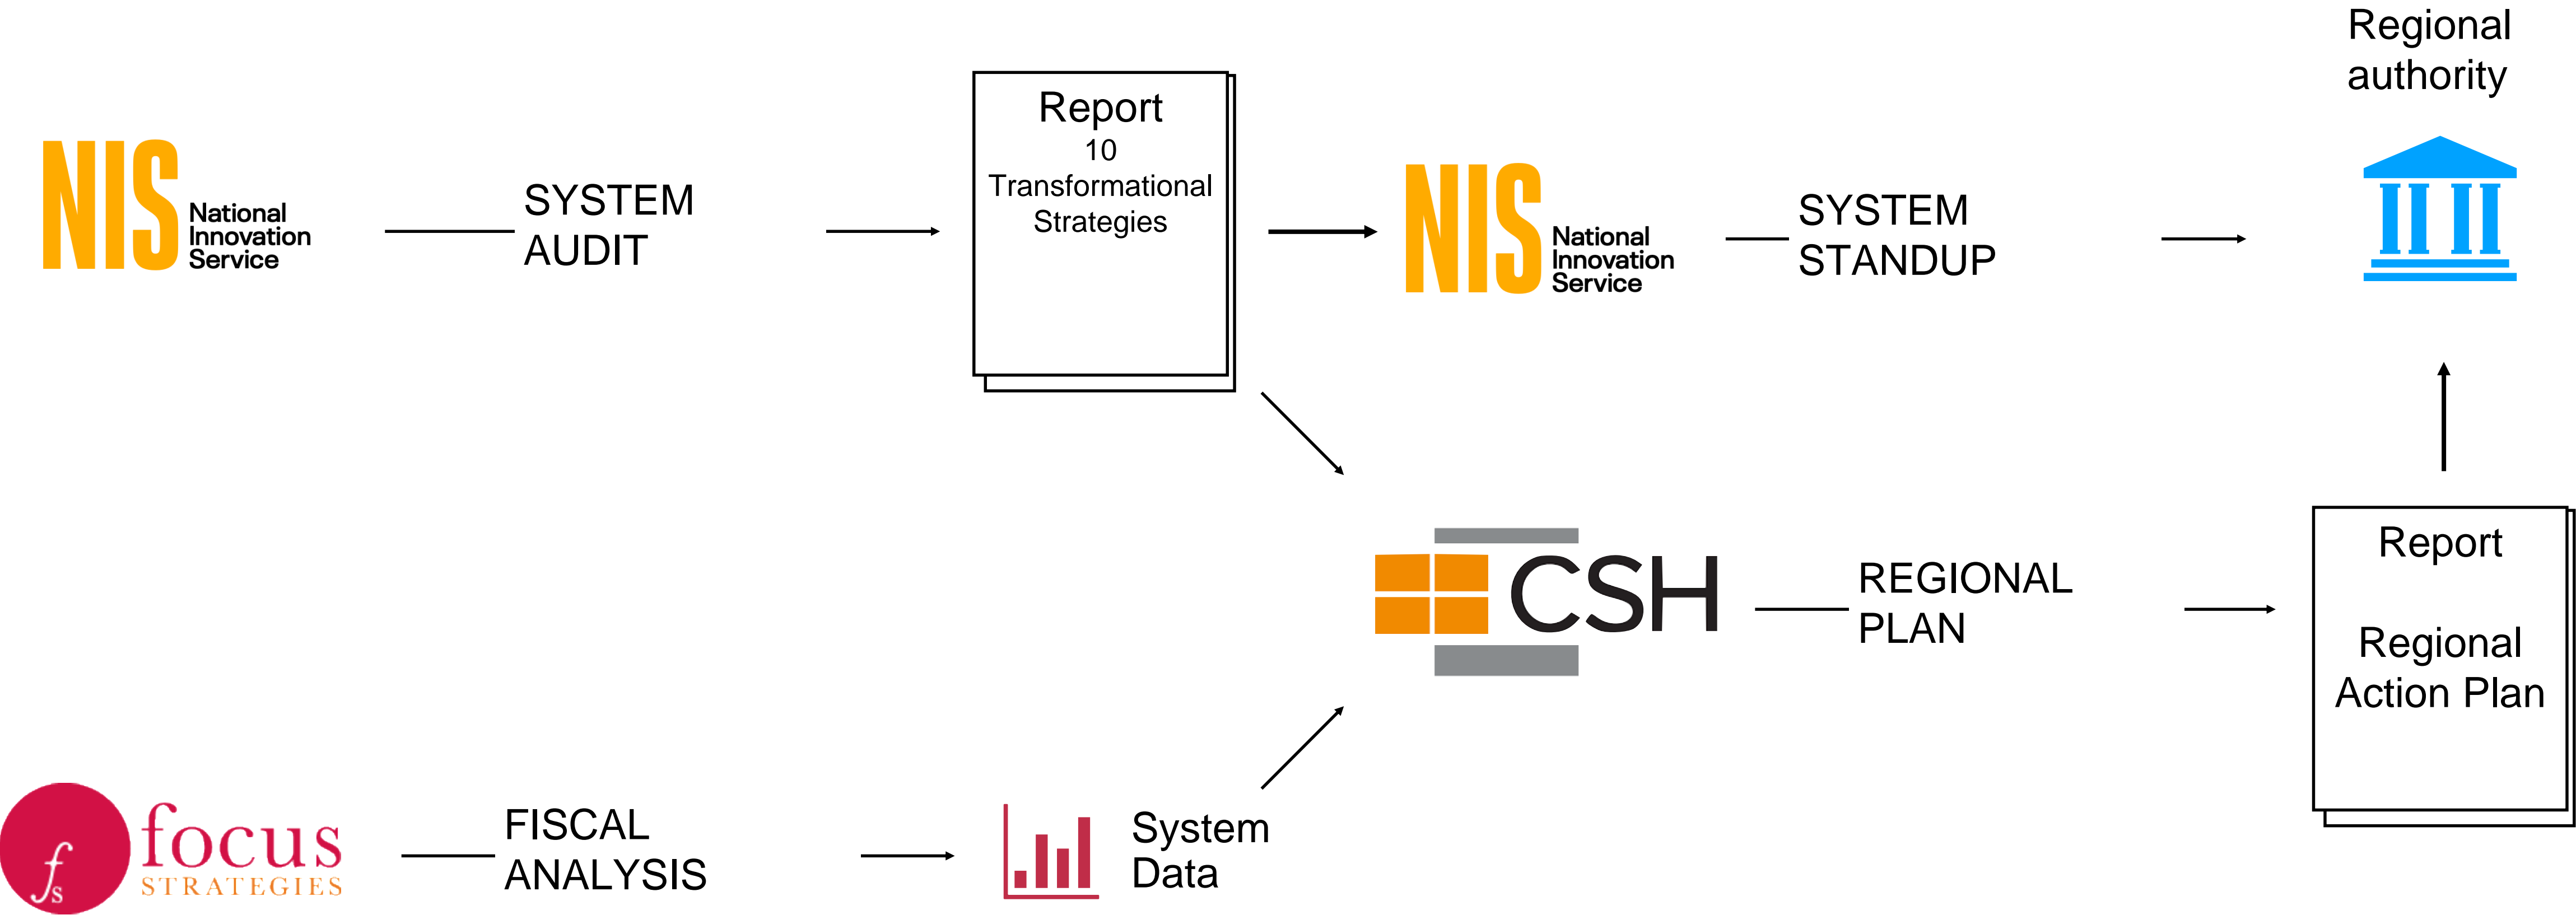 Regional
authority
NIS
National
Innovation
Service
SYSTEM
AUDIT
Report
10
Transformational
Strategies
NIS
National
Innovation
Service
SYSTEM
STANDUP
CSH
REGIONAL
PLAN
Report
Regional
Action Plan
fs
focus
STRATEGIES
FISCAL
ANALYSIS
System
Data